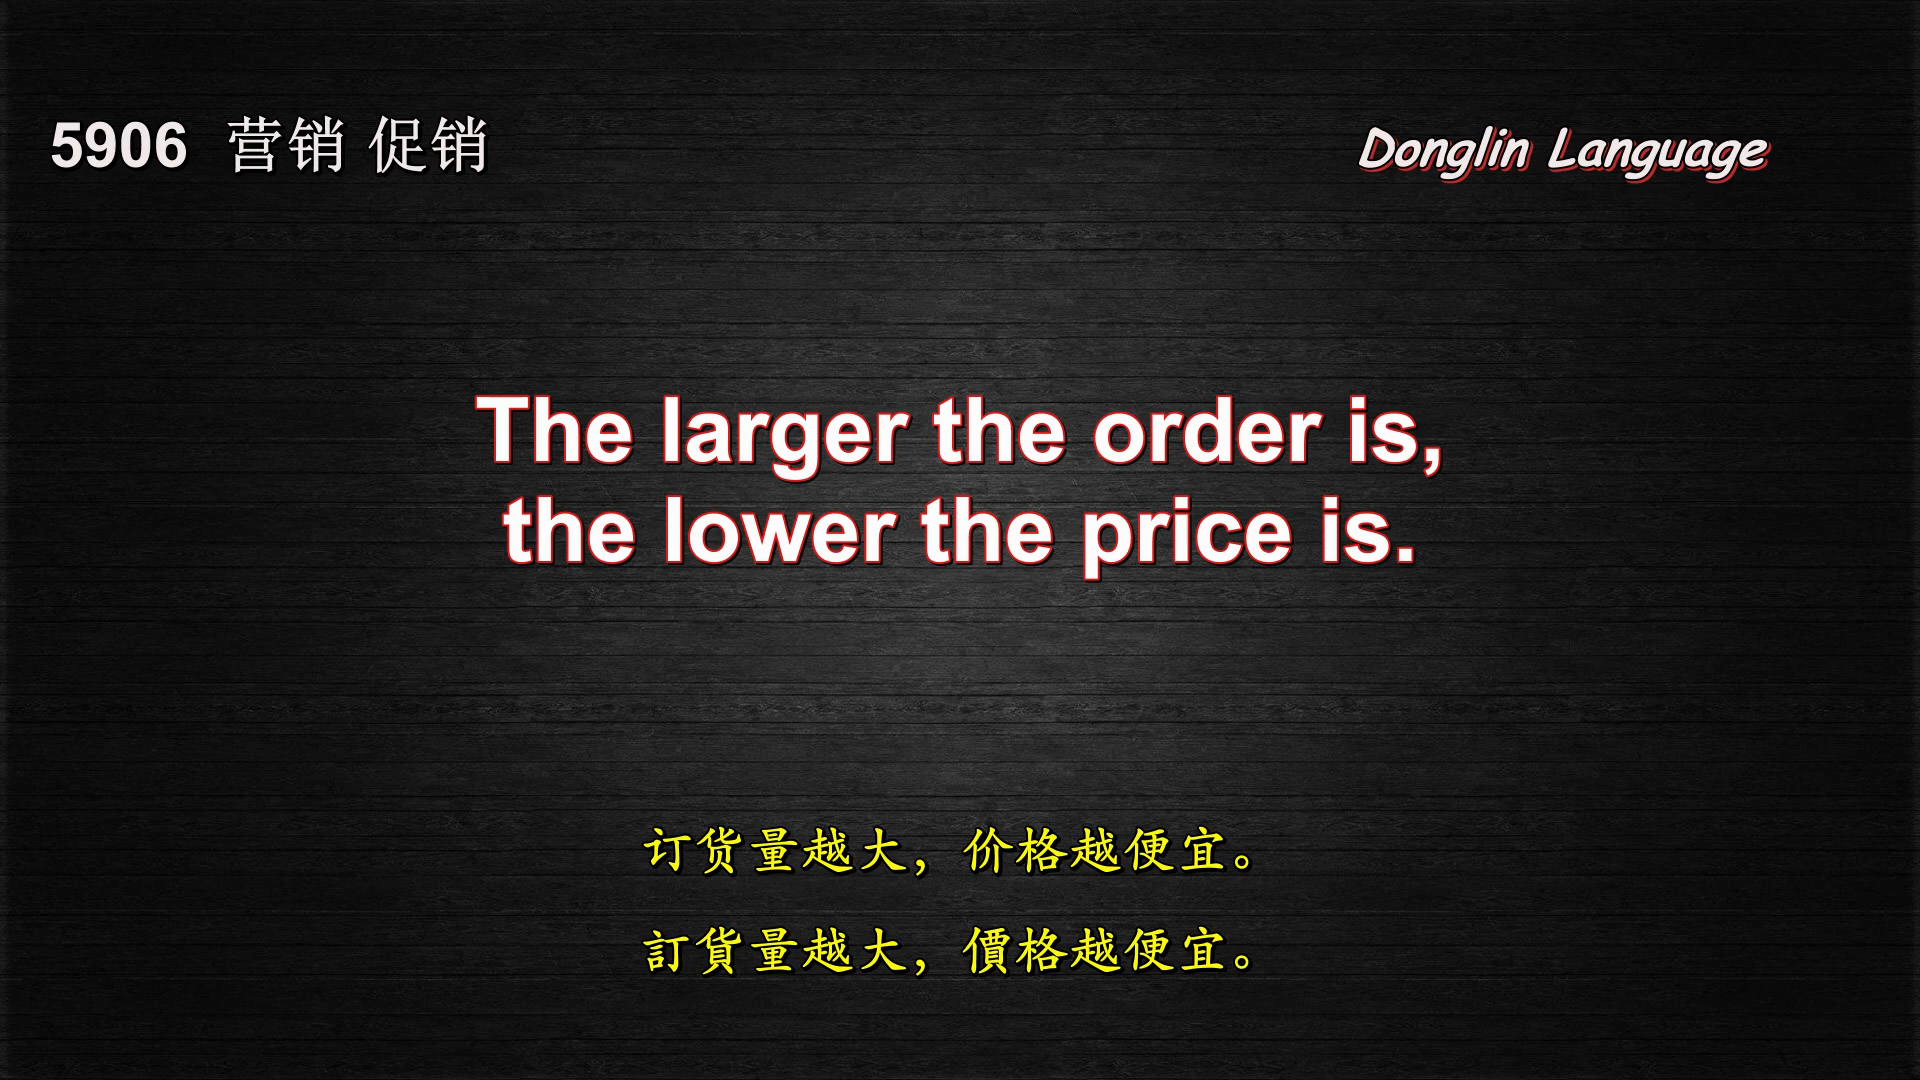 5906 营销 促销
Donglin Language
The larger the order is,
the lower the price is.
订货量越大，价格越便宜。
訂貨量越大，價格越便宜。